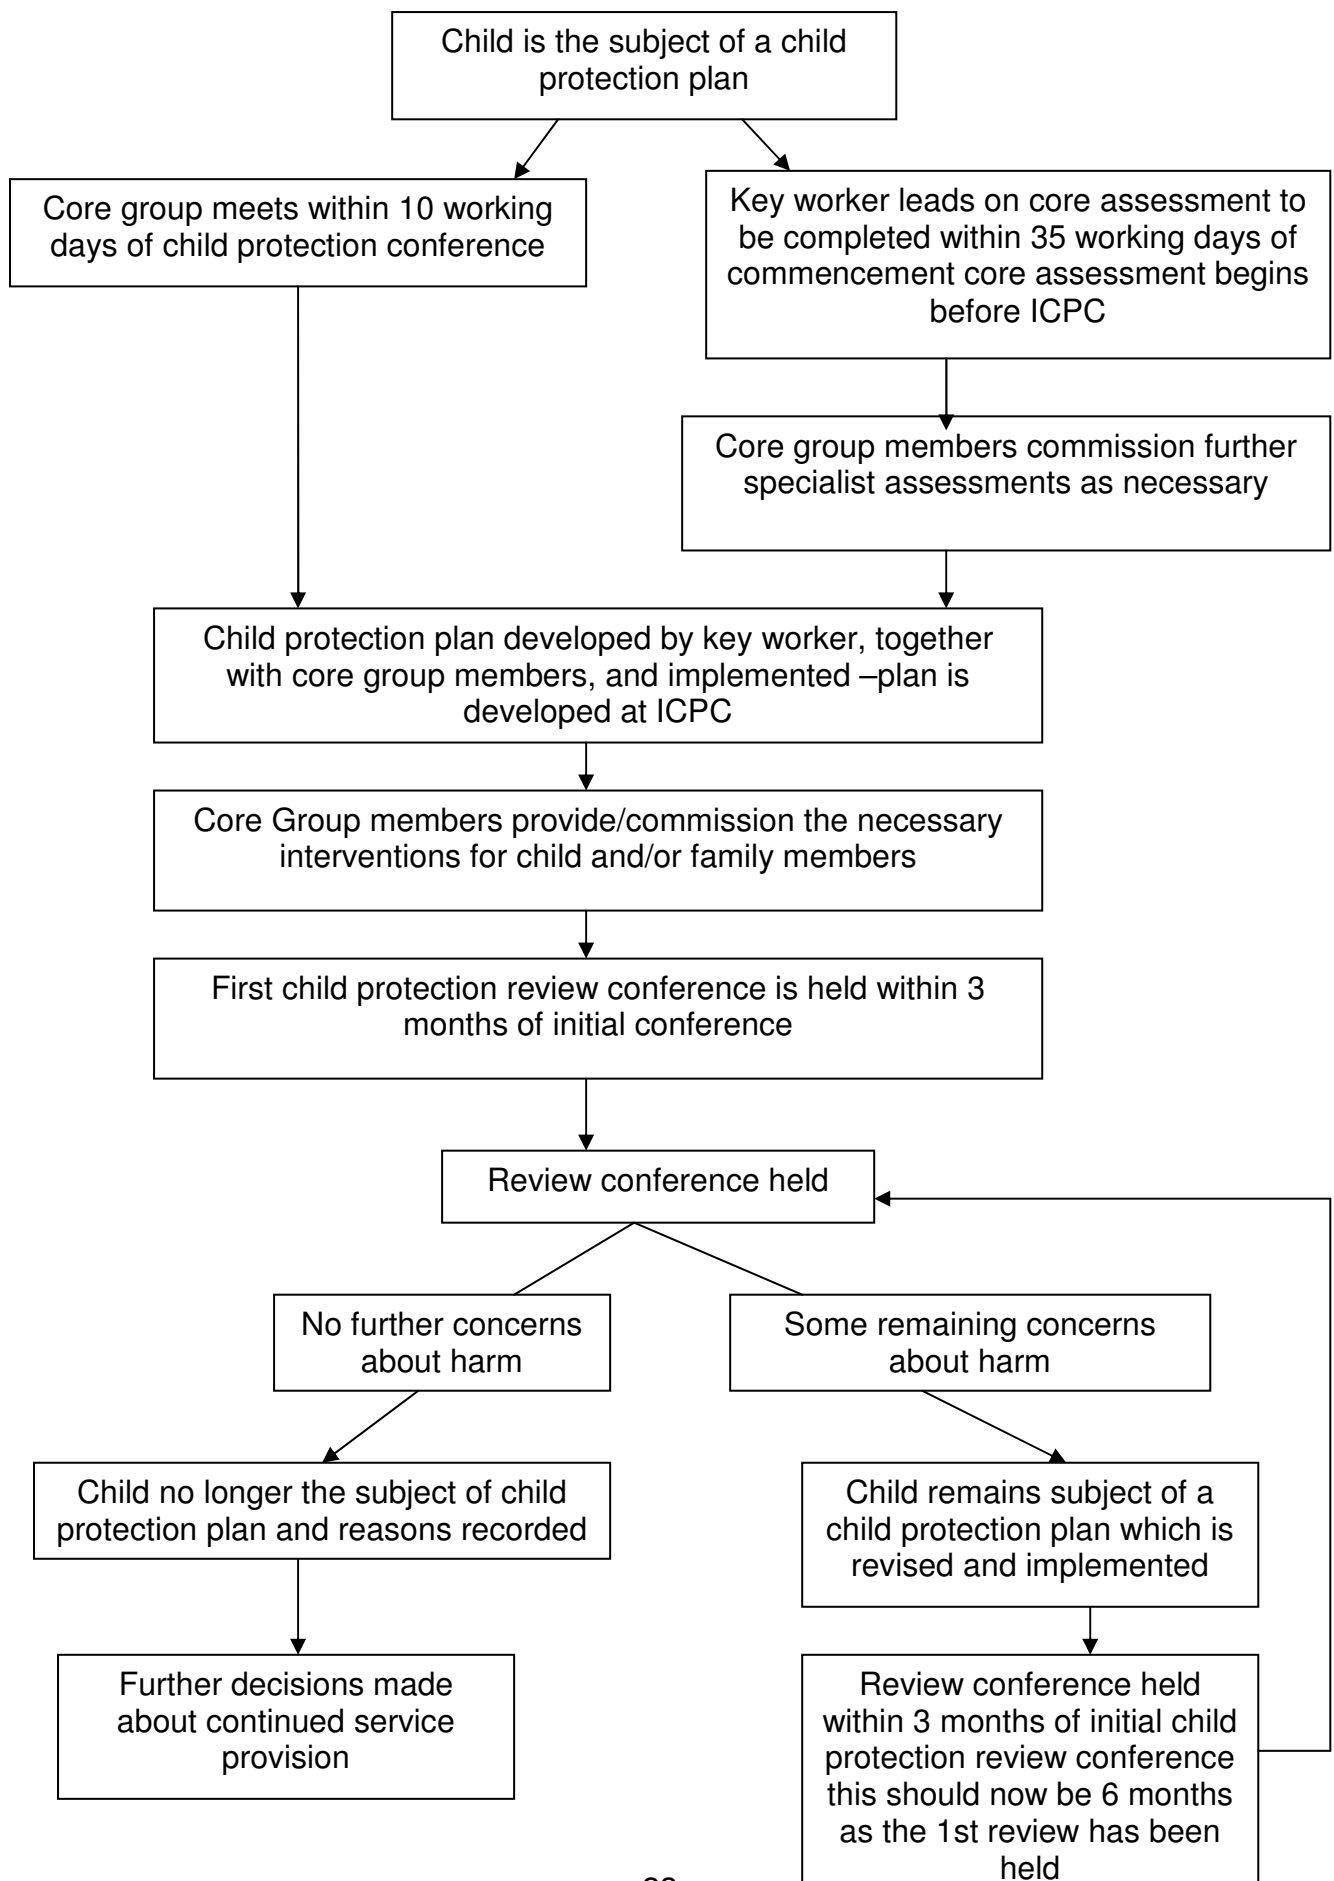 Child is the subject of a child
protection plan
Core group meets within 10 working
days of child protection conference
Key worker leads on core assessment to
be completed within 35 working days of
commencement core assessment begins
before ICPC
Core group members commission further
specialist assessments as necessary
Child protection plan developed by key worker, together
with core group members, and implemented –plan is
developed at ICPC
Core Group members provide/commission the necessary
interventions for child and/or family members
First child protection review conference is held within 3
months of initial conference
Review conference held
No further concerns
about harm
Some remaining concerns
about harm
Child no longer the subject of child
protection plan and reasons recorded
Child remains subject of a
child protection plan which is
revised and implemented
Further decisions made
about continued service
provision
Review conference held
within 3 months of initial child
protection review conference
this should now be 6 months
as the 1st review has been
held